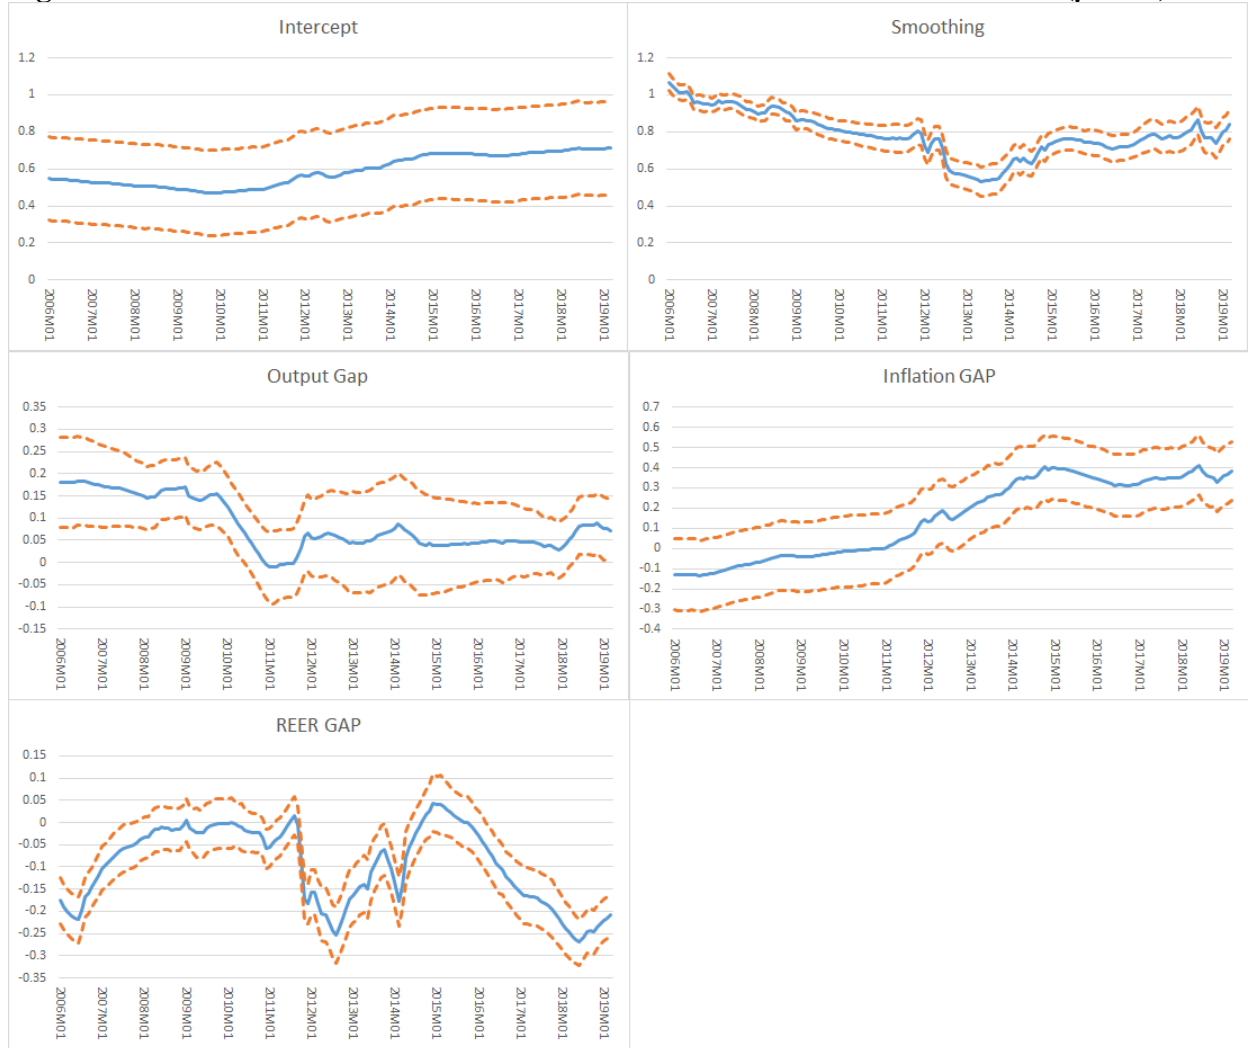 Intercept
1.2
1
0.8
0.6
0.4
0.2
0
2006M01
2007M01
2008M01
2009M01
2010M01
2011M01
2012M01
2013M01
2014M01
2015M01
2016M01
2017M01
2018M01
2019M01
Smoothing
1.2
1
0.8
0.6
0.4
0.2
0
2006M01
2007M01
2008M01
2009M01
2010M01
2011M01
2012M01
2013M01
2014M01
2015M01
2016M01
2017M01
2018M01
2019M01
Output Gap
0.35
0.3
0.25
0.2
0.15
0.1
0.05
0
-0.05
-0.1
-0.15
2006M01
2007M01
2008M01
2009M01
2010M01
2011M01
2012M01
2013M01
2014M01
2015M01
2016M01
2017M01
2018M01
2019M01
Inflation GAP
0.7
0.6
0.5
0.4
0.3
0.2
0.1
0
-0.1
-0.2
-0.3
-0.4
2006M01
2007M01
2008M01
2009M01
2010M01
2011M01
2012M01
2013M01
2014M01
2015M01
2016M01
2017M01
2018M01
2019M01
REER GAP
0.15
0.1
0.05
0
-0.05
-0.1
-0.15
-0.2
-0.25
-0.3
-0.35
2006M01
2007M01
2008M01
2009M01
2010M01
2011M01
2012M01
2013M01
2014M01
2015M01
2016M01
2017M01
2018M01
2019M01